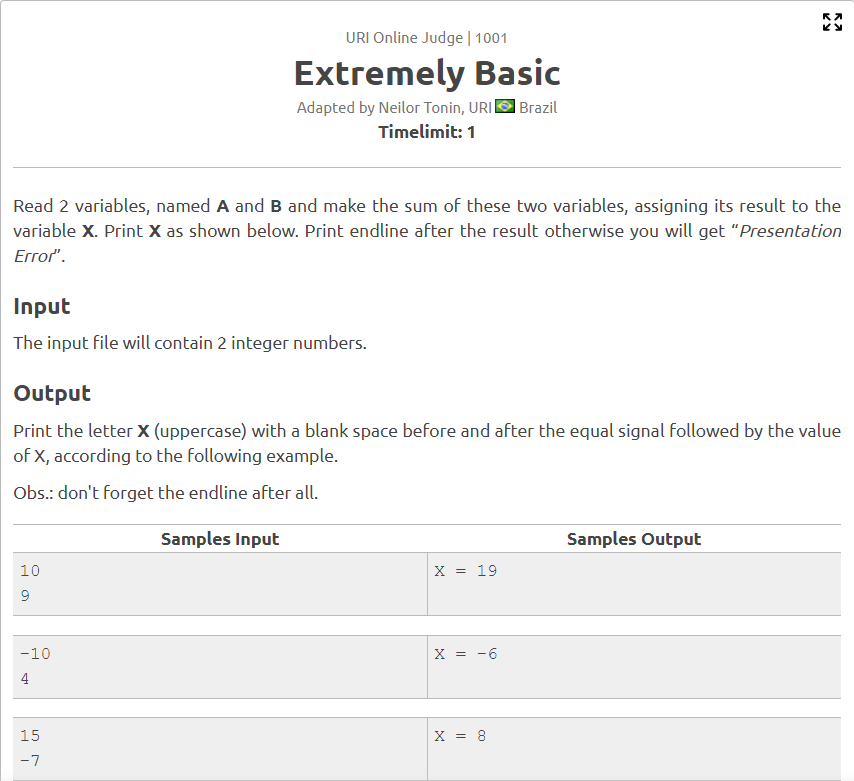 URI Online Judge | 1001
Extremely Basic
Adapted by Neilor Tonin, URI Brazil
Timelimit: 1
Read 2 variables, named A and B and make the sum of these two variables, assigning its result to the
variable X. Print X as shown below. Print endline after the result otherwise you will get “Presentation
Error”.
Input
The input file will contain 2 integer numbers.
Output
Print the letter X (uppercase) with a blank space before and after the equal signal followed by the value
of X, according to the following example.
Obs.: don't forget the endline after all.
Samples Input Samples Output
10 X = 19
9
-10 X = -6
4
15 X = 8
-7